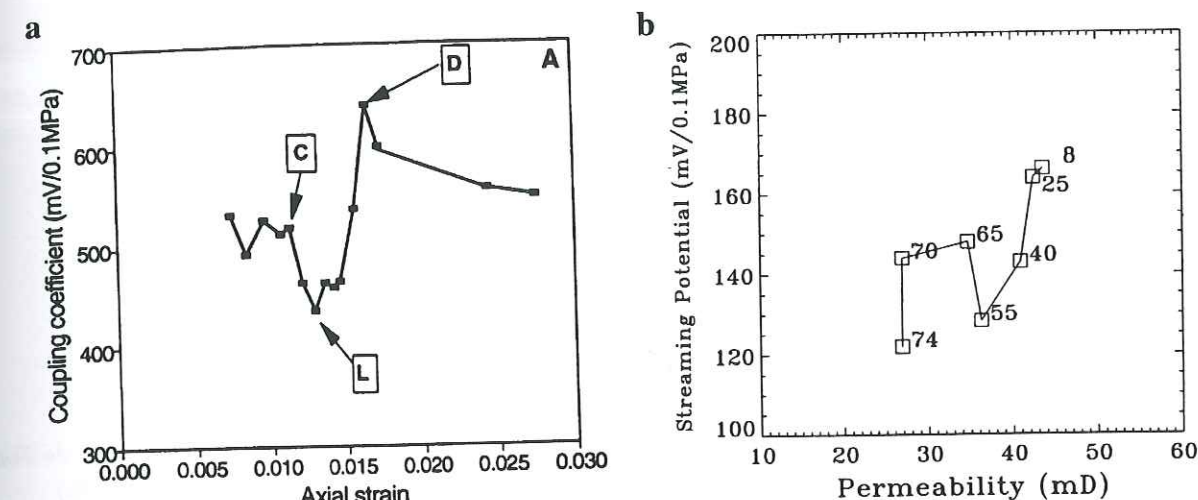 a
A
700
600
500
400
300
0.000 0.005 0.010 0.015 0.020 0.025 0.030
Coupling coefficient (mV/0.1MPa)
Axial strain
C
D
L
b
200
180
160
140
120
100
10 20 30 40 50 60
Streaming Potential (mV/0.1MPa)
Permeability (mD)
8
25
40
65
70
55
74